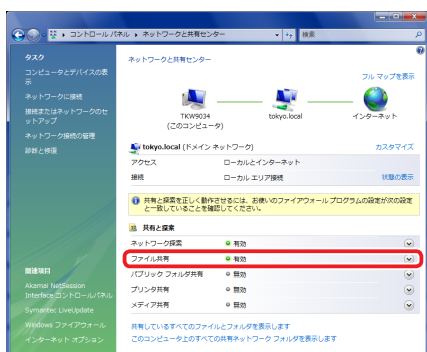 コントロール パネル ▸ ネットワークと共有センター
検索
タスク
コンピュータとデバイスの表
示
ネットワークに接続
接続またはネットワークのセ
ットアップ
ネットワーク接続の管理
診断と修復
関連項目
Akamai NetSession
Interface コントロールパネル
Symantec LiveUpdate
Windows ファイアウォール
インターネット オプション
ネットワークと共有センター
フル マップを表示
TKW9034
(このコンピュータ)
tokyo.local
インターネット
tokyo.local (ドメイン ネットワーク)
カスタマイズ
アクセス ローカルとインターネット
接続 ローカル エリア接続 状態の表示
共有と探索を正しく動作させるには、お使いのファイアウォール プログラムの設定が次の設定
と一致していることを確認してください。
共有と探索
ネットワーク探索 有効
ファイル共有 有効
パブリック フォルダ共有 無効
プリンタ共有 無効
メディア共有 無効
共有しているすべてのファイルとフォルダを表示します
このコンピュータ上のすべての共有ネットワーク フォルダを表示します